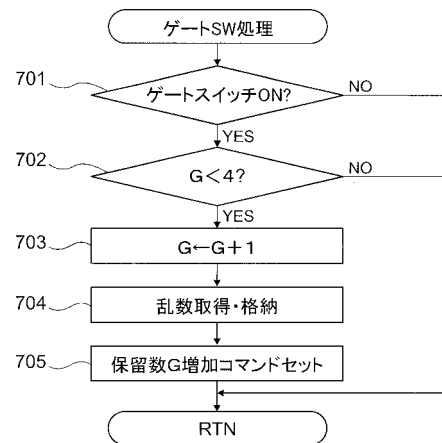 ゲートSW処理
701
ゲートスイッチON?
NO
YES
702
G＜4?
NO
YES
703
G←G＋1
704
乱数取得・格納
705
保留数G増加コマンドセット
RTN